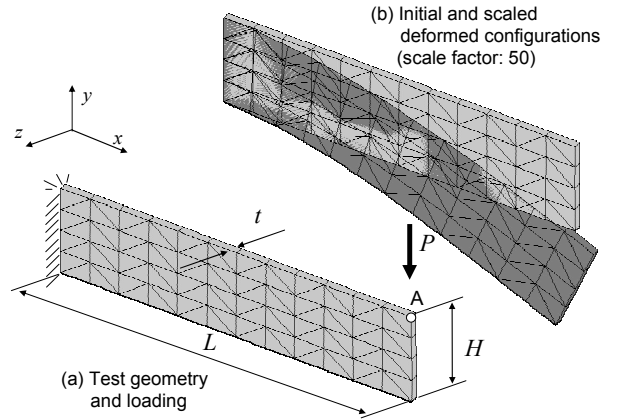 (b) Initial and scaled
deformed configurations
(scale factor: 50)
y
z
x
t
P
A
L
H
(a) Test geometry
and loading